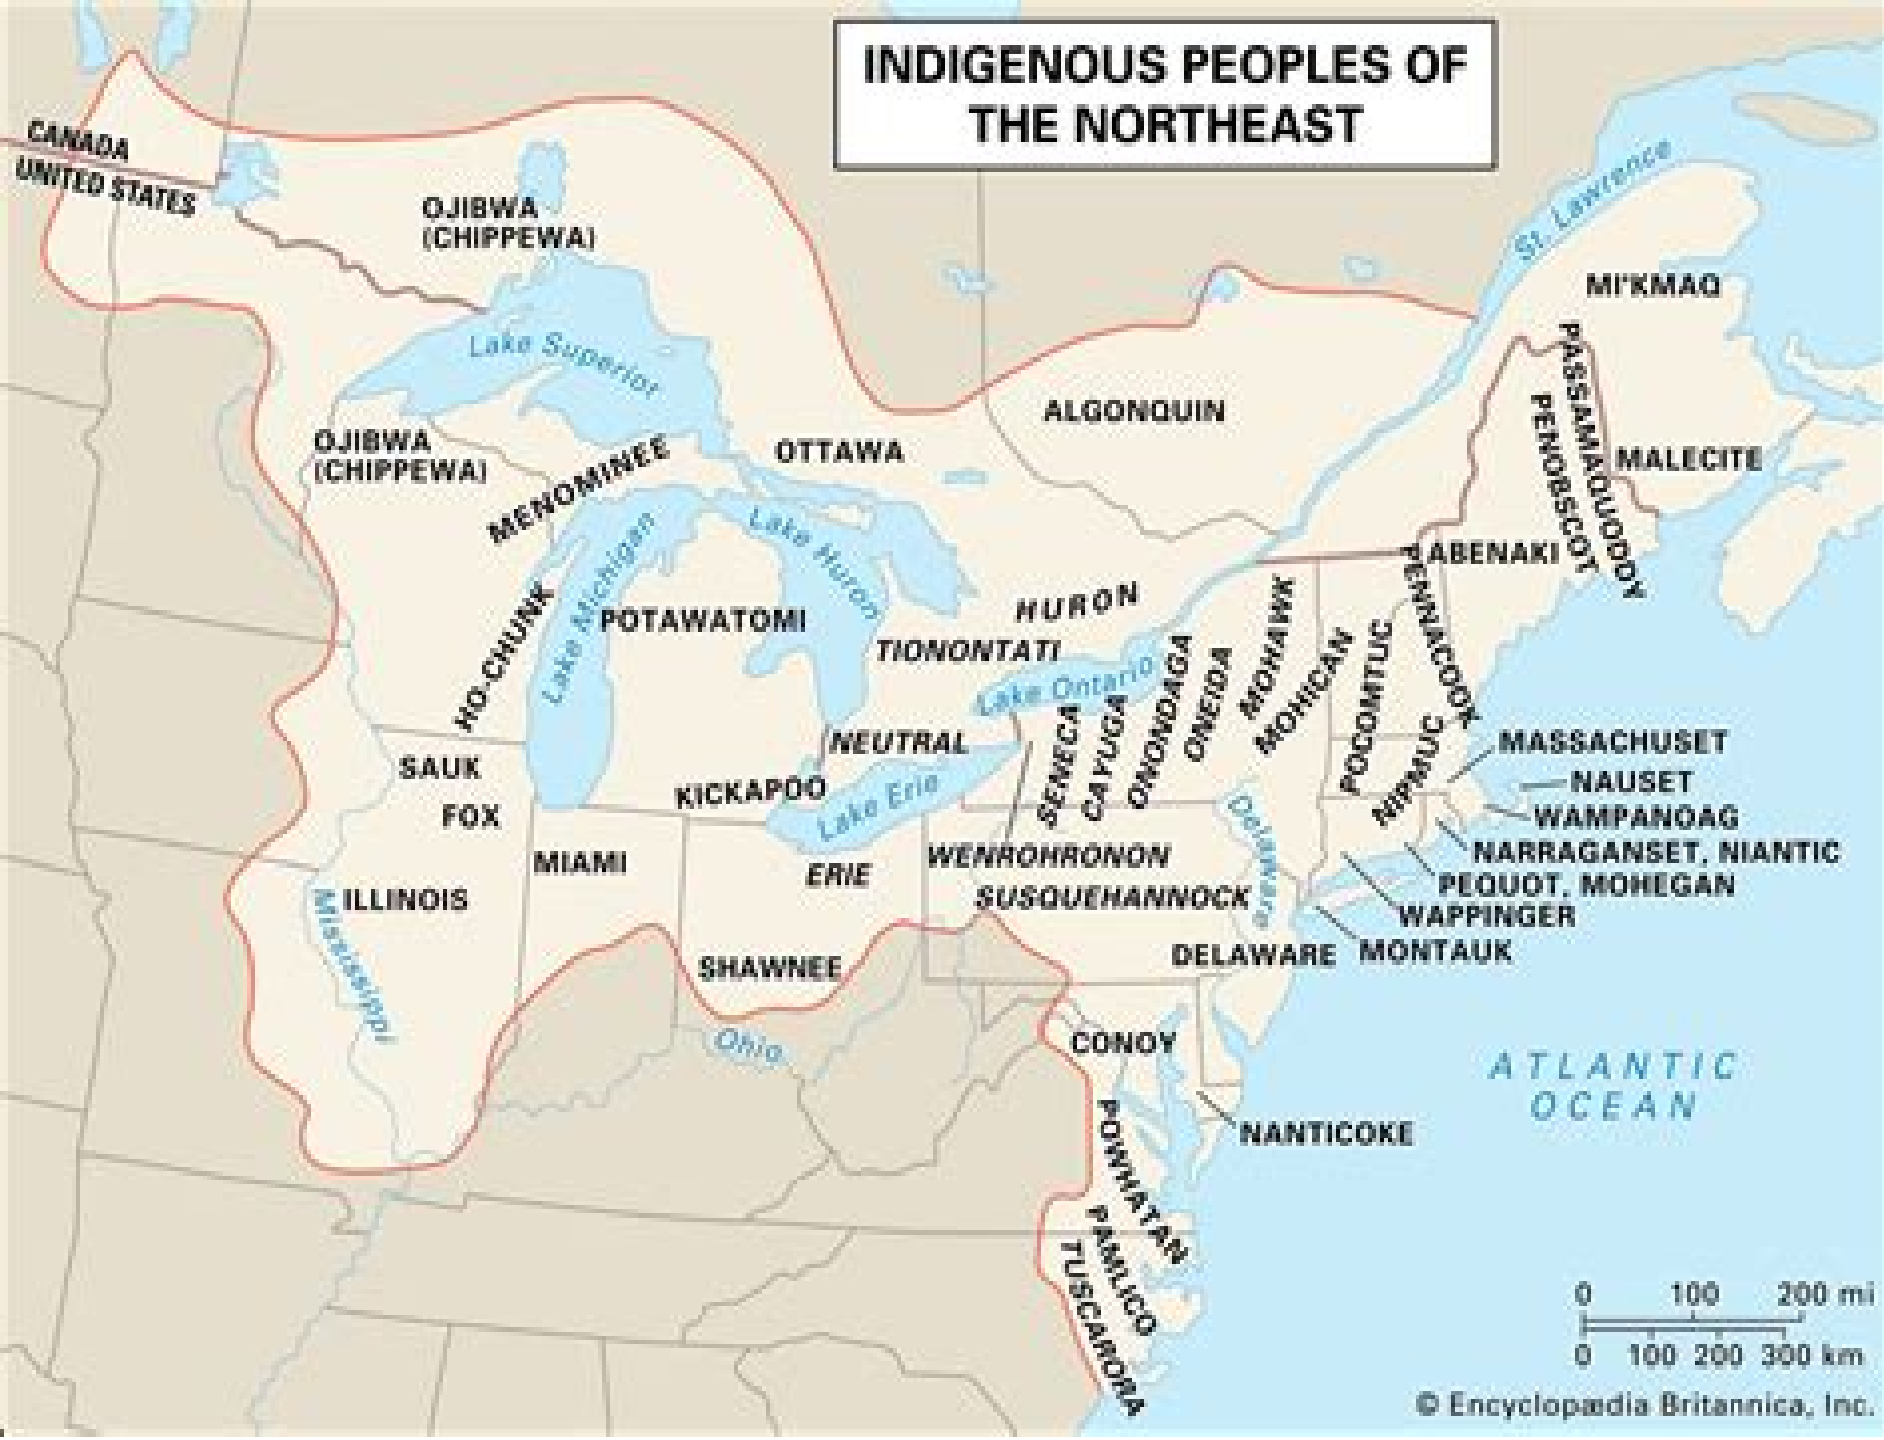 INDIGENOUS PEOPLES OF
THE NORTHEAST
CANADA
UNITED STATES
OJIBWA
(CHIPPEWA)
St. Lawrence
MI'KMAQ
Lake Superior
PASSAMAQUODDY
PENOBSCOT
ALGONQUIN
OJIBWA
(CHIPPEWA)
MENOMINEE
OTTAWA
MALECITE
Lake Michigan
Lake Huron
ABENAKI
PENNACOOK
HO-CHUNK
POTAWATOMI
HURON
TIONONTATI
Lake Ontario
SENECA
CAYUGA
ONONDAGA
ONEIDA
MOHAWK
MOHICAN
POCOMTUC
NIPMUC
MASSACHUSET
NAUSET
WAMPANOAG
NARRAGANSET, NIANTIC
PEQUOT, MOHEGAN
WAPPINGER
MONTAUK
SAUK
FOX
KICKAPOO
NEUTRAL
Lake Erie
MIAMI
ERIE
WENROHRONON
SUSQUEHANNOCK
Delaware
DELAWARE
ILLINOIS
Mississippi
SHAWNEE
Ohio
CONOY
NANTICOKE
ATLANTIC
OCEAN
POWHATAN
PAMLICO
TUSCARORA
0 100 200 mi
0 100 200 300 km
© Encyclopædia Britannica, Inc.